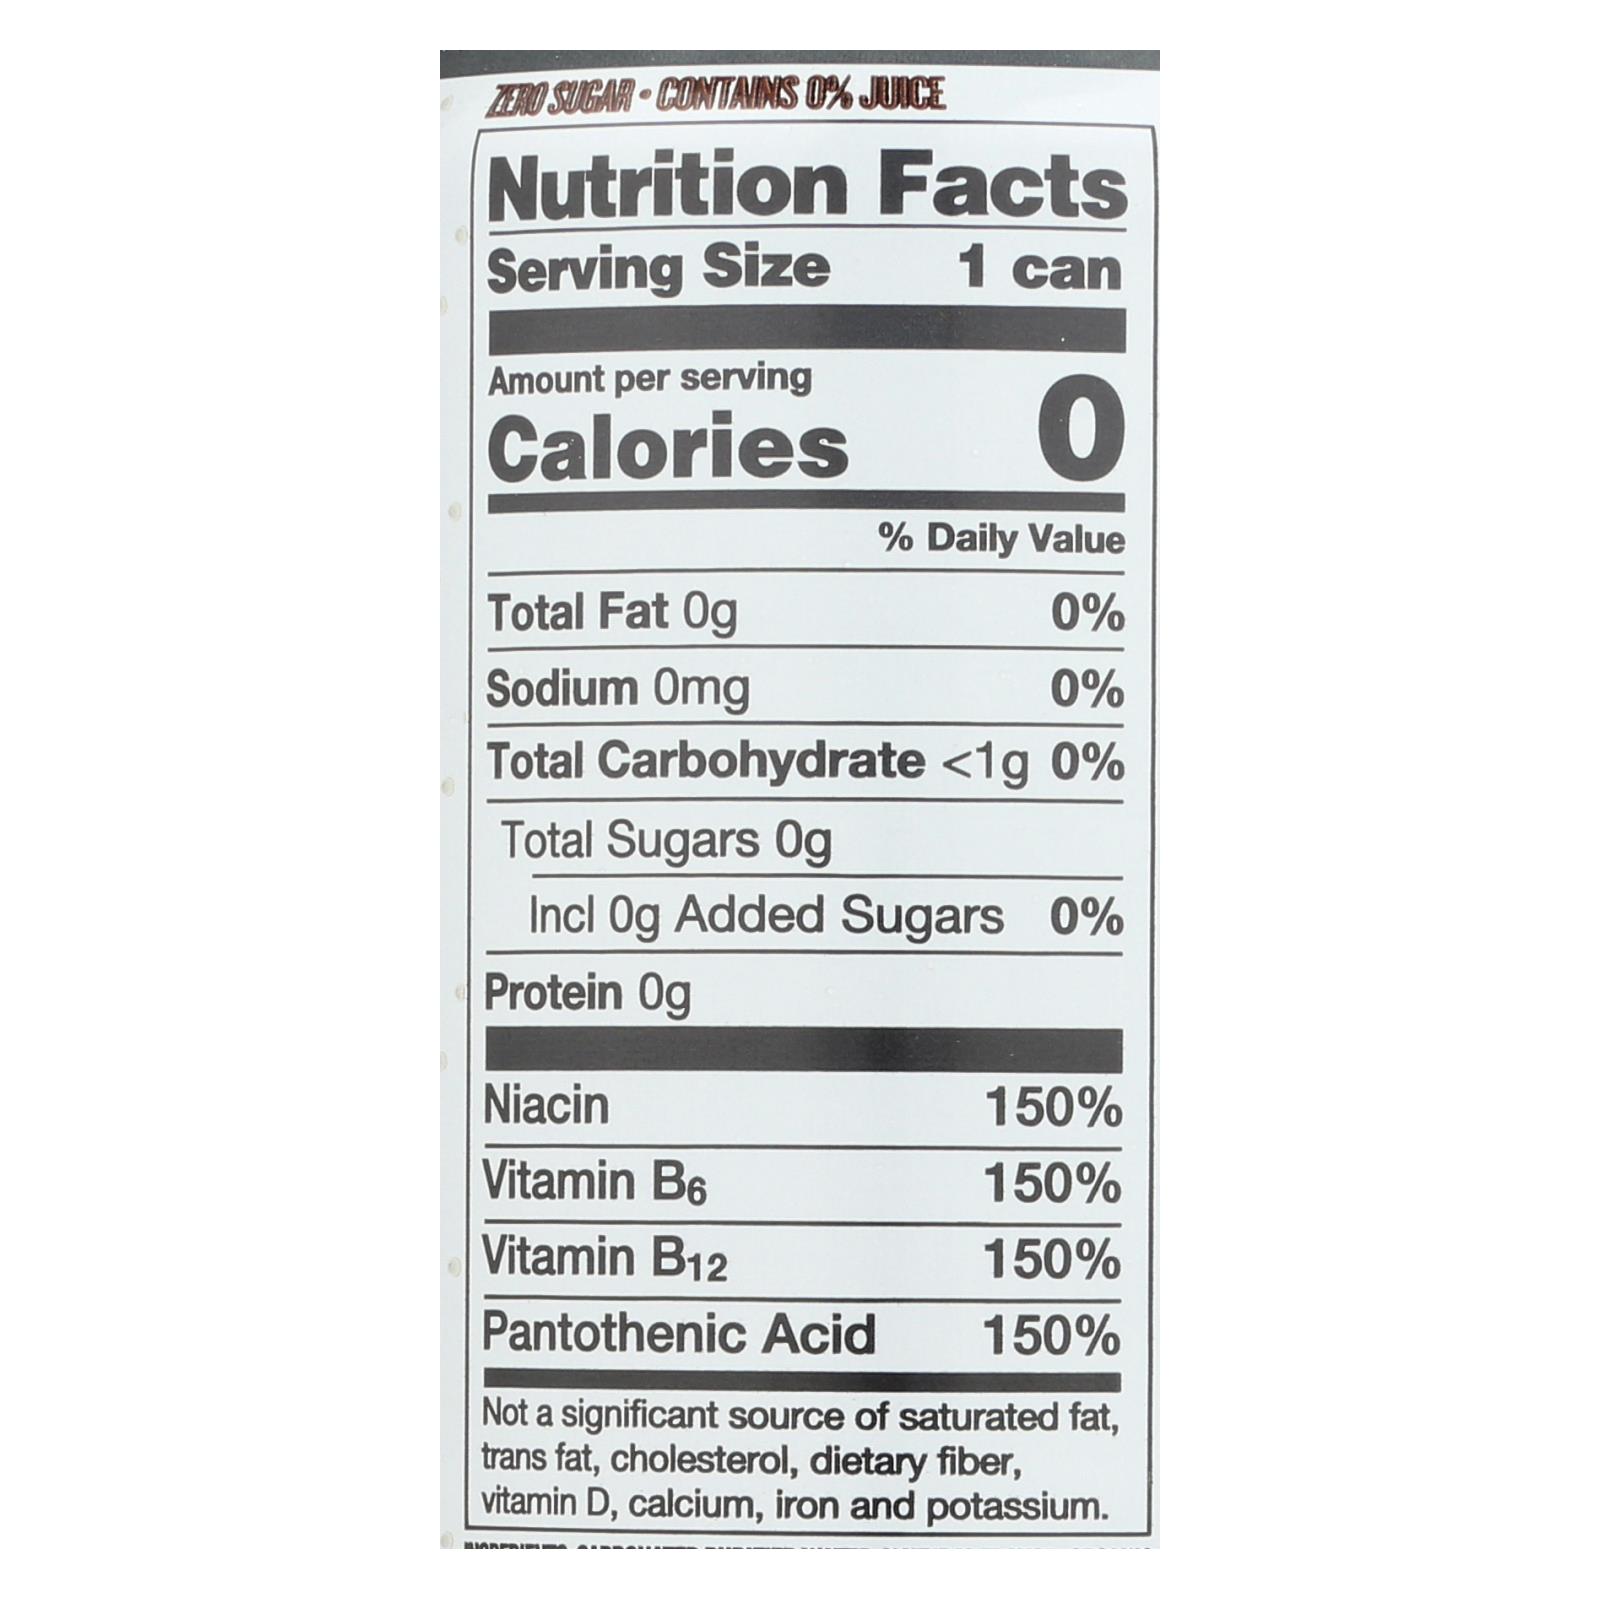 ZERO SUGAR • CONTAINS 0% JUICE
Nutrition Facts
Serving Size 1 can
Amount per serving
Calories 0
% Daily Value
Total Fat 0g 0%
Sodium 0mg 0%
Total Carbohydrate <1g 0%
Total Sugars 0g
Incl 0g Added Sugars 0%
Protein 0g
Niacin 150%
Vitamin B6 150%
Vitamin B12 150%
Pantothenic Acid 150%
Not a significant source of saturated fat,
trans fat, cholesterol, dietary fiber,
vitamin D, calcium, iron and potassium.